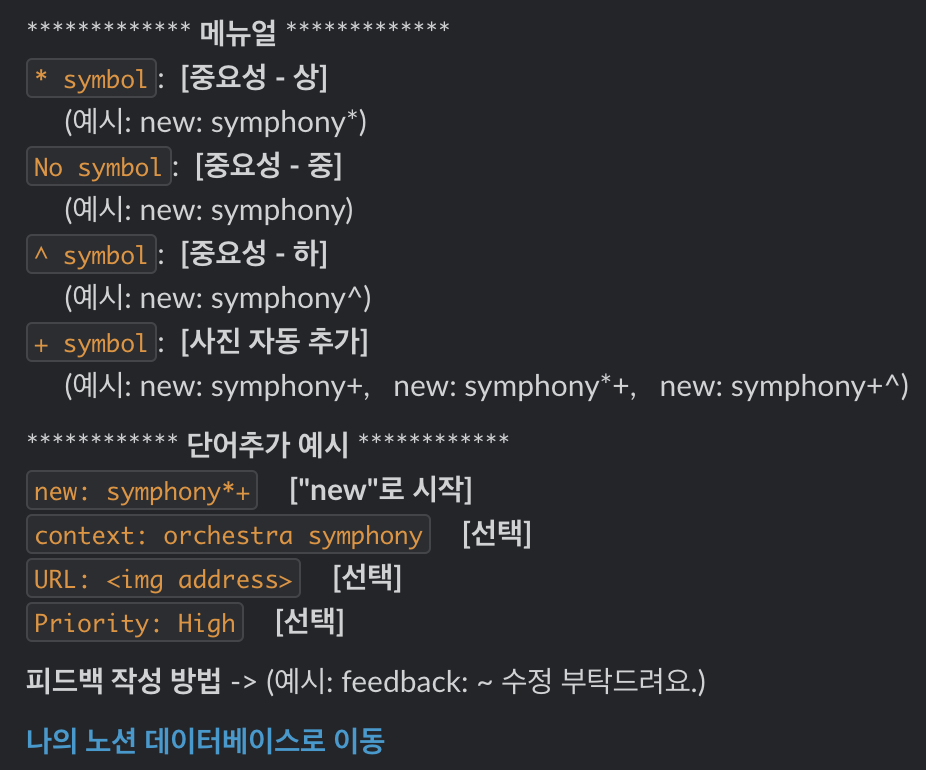 ************* 메뉴얼 *************
* symbol: [중요성 - 상]
(예시: new: symphony*)
No symbol: [중요성 - 중]
(예시: new: symphony)
^ symbol: [중요성 - 하]
(예시: new: symphony^)
+ symbol: [사진 자동 추가]
(예시: new: symphony+, new: symphony*+, new: symphony+^)
************ 단어추가 예시 ************
new: symphony*+ ["new"로 시작]
context: orchestra symphony [선택]
URL: <img address> [선택]
Priority: High [선택]
피드백 작성 방법 -> (예시: feedback: ~ 수정 부탁드려요.)
나의 노션 데이터베이스로 이동